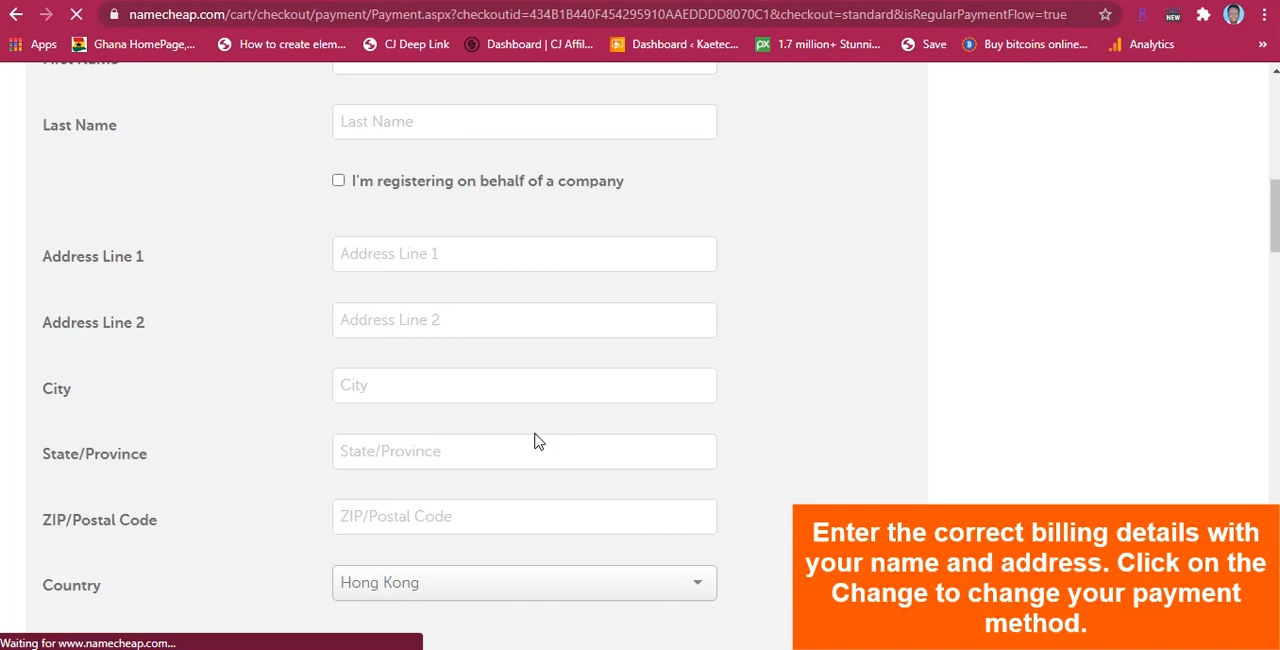 namecheap.com/cart/checkout/payment/Payment.aspx?checkoutid=434B1B440F454295910AAEDDDD8070C1&checkout=standard&isRegularPaymentFlow=true
R
NEW
Apps
Ghana HomePage,...
How to create elem...
CJ Deep Link
Dashboard | CJ Affil...
Dashboard ‹ Kaetec...
px
1.7 million+ Stunni...
Save
Buy bitcoins online...
Analytics
»
Last Name
Last Name
I'm registering on behalf of a company
Address Line 1
Address Line 1
Address Line 2
Address Line 2
City
City
State/Province
State/Province
ZIP/Postal Code
ZIP/Postal Code
Country
Hong Kong
Enter the correct billing details with
your name and address. Click on the
Change to change your payment
method.
Waiting for www.namecheap.com...